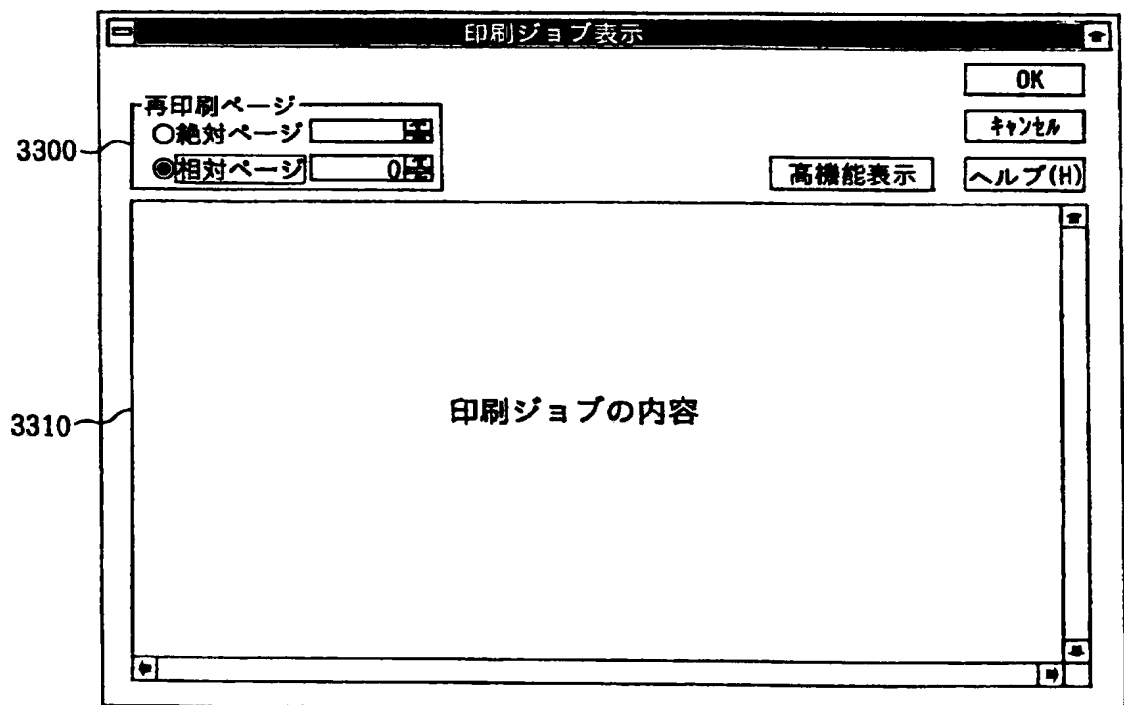 印刷ジョブ表示
OK
再印刷ページ
キャンセル
3300
○絶対ページ
◉相対ページ 0
高機能表示
ヘルプ(H)
3310
印刷ジョブの内容